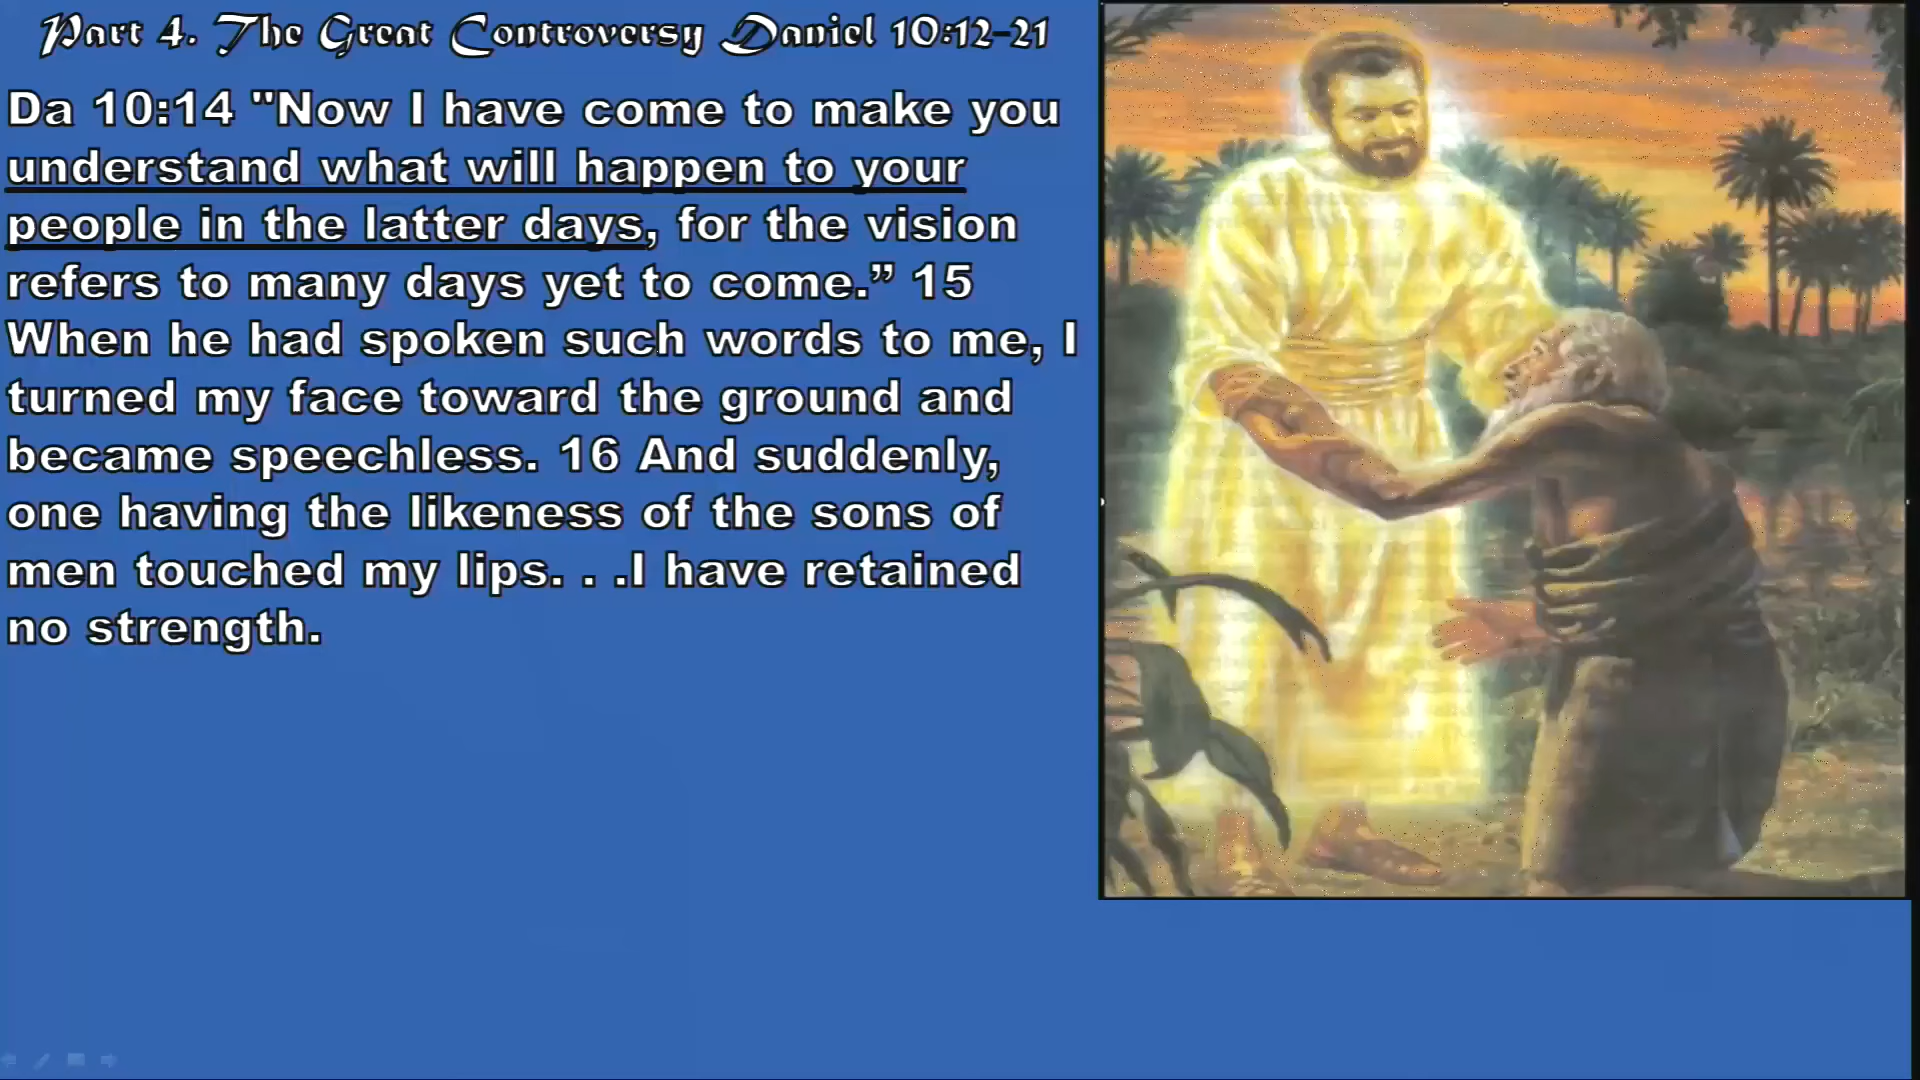 Part 4. The Great Controversy Daniel 10:12-21
Da 10:14 "Now I have come to make you
understand what will happen to your
people in the latter days, for the vision
refers to many days yet to come.” 15
When he had spoken such words to me, I
turned my face toward the ground and
became speechless. 16 And suddenly,
one having the likeness of the sons of
men touched my lips. . .I have retained
no strength.